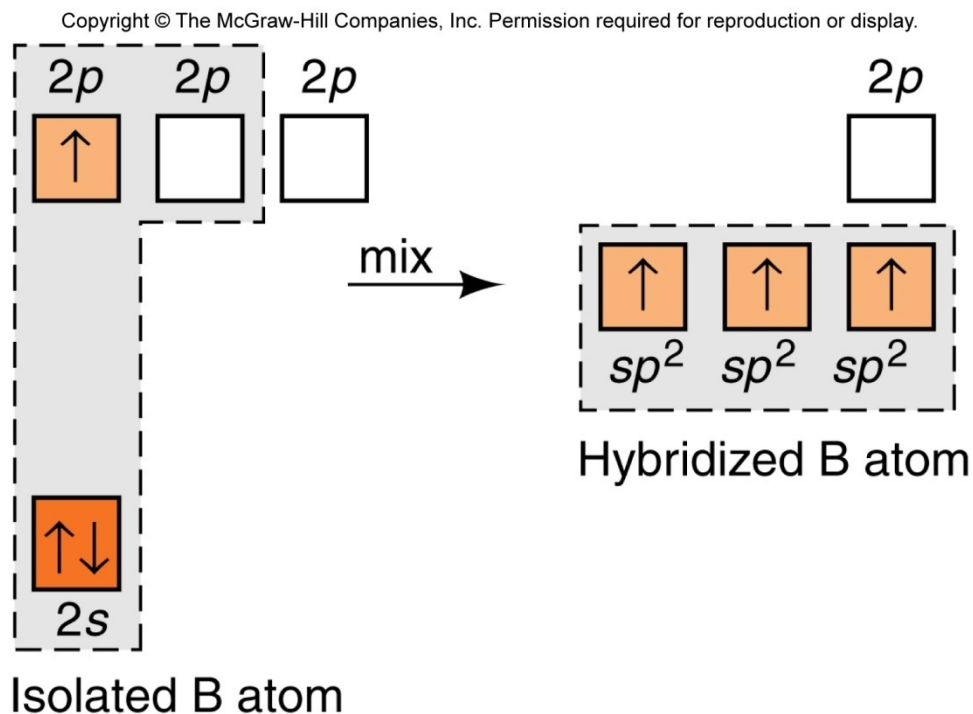 Copyright © The McGraw-Hill Companies, Inc. Permission required for reproduction or display.
2p 2p 2p 2p
↑
mix
↑ ↑ ↑
sp² sp² sp²
Hybridized B atom
↑↓
2s
Isolated B atom